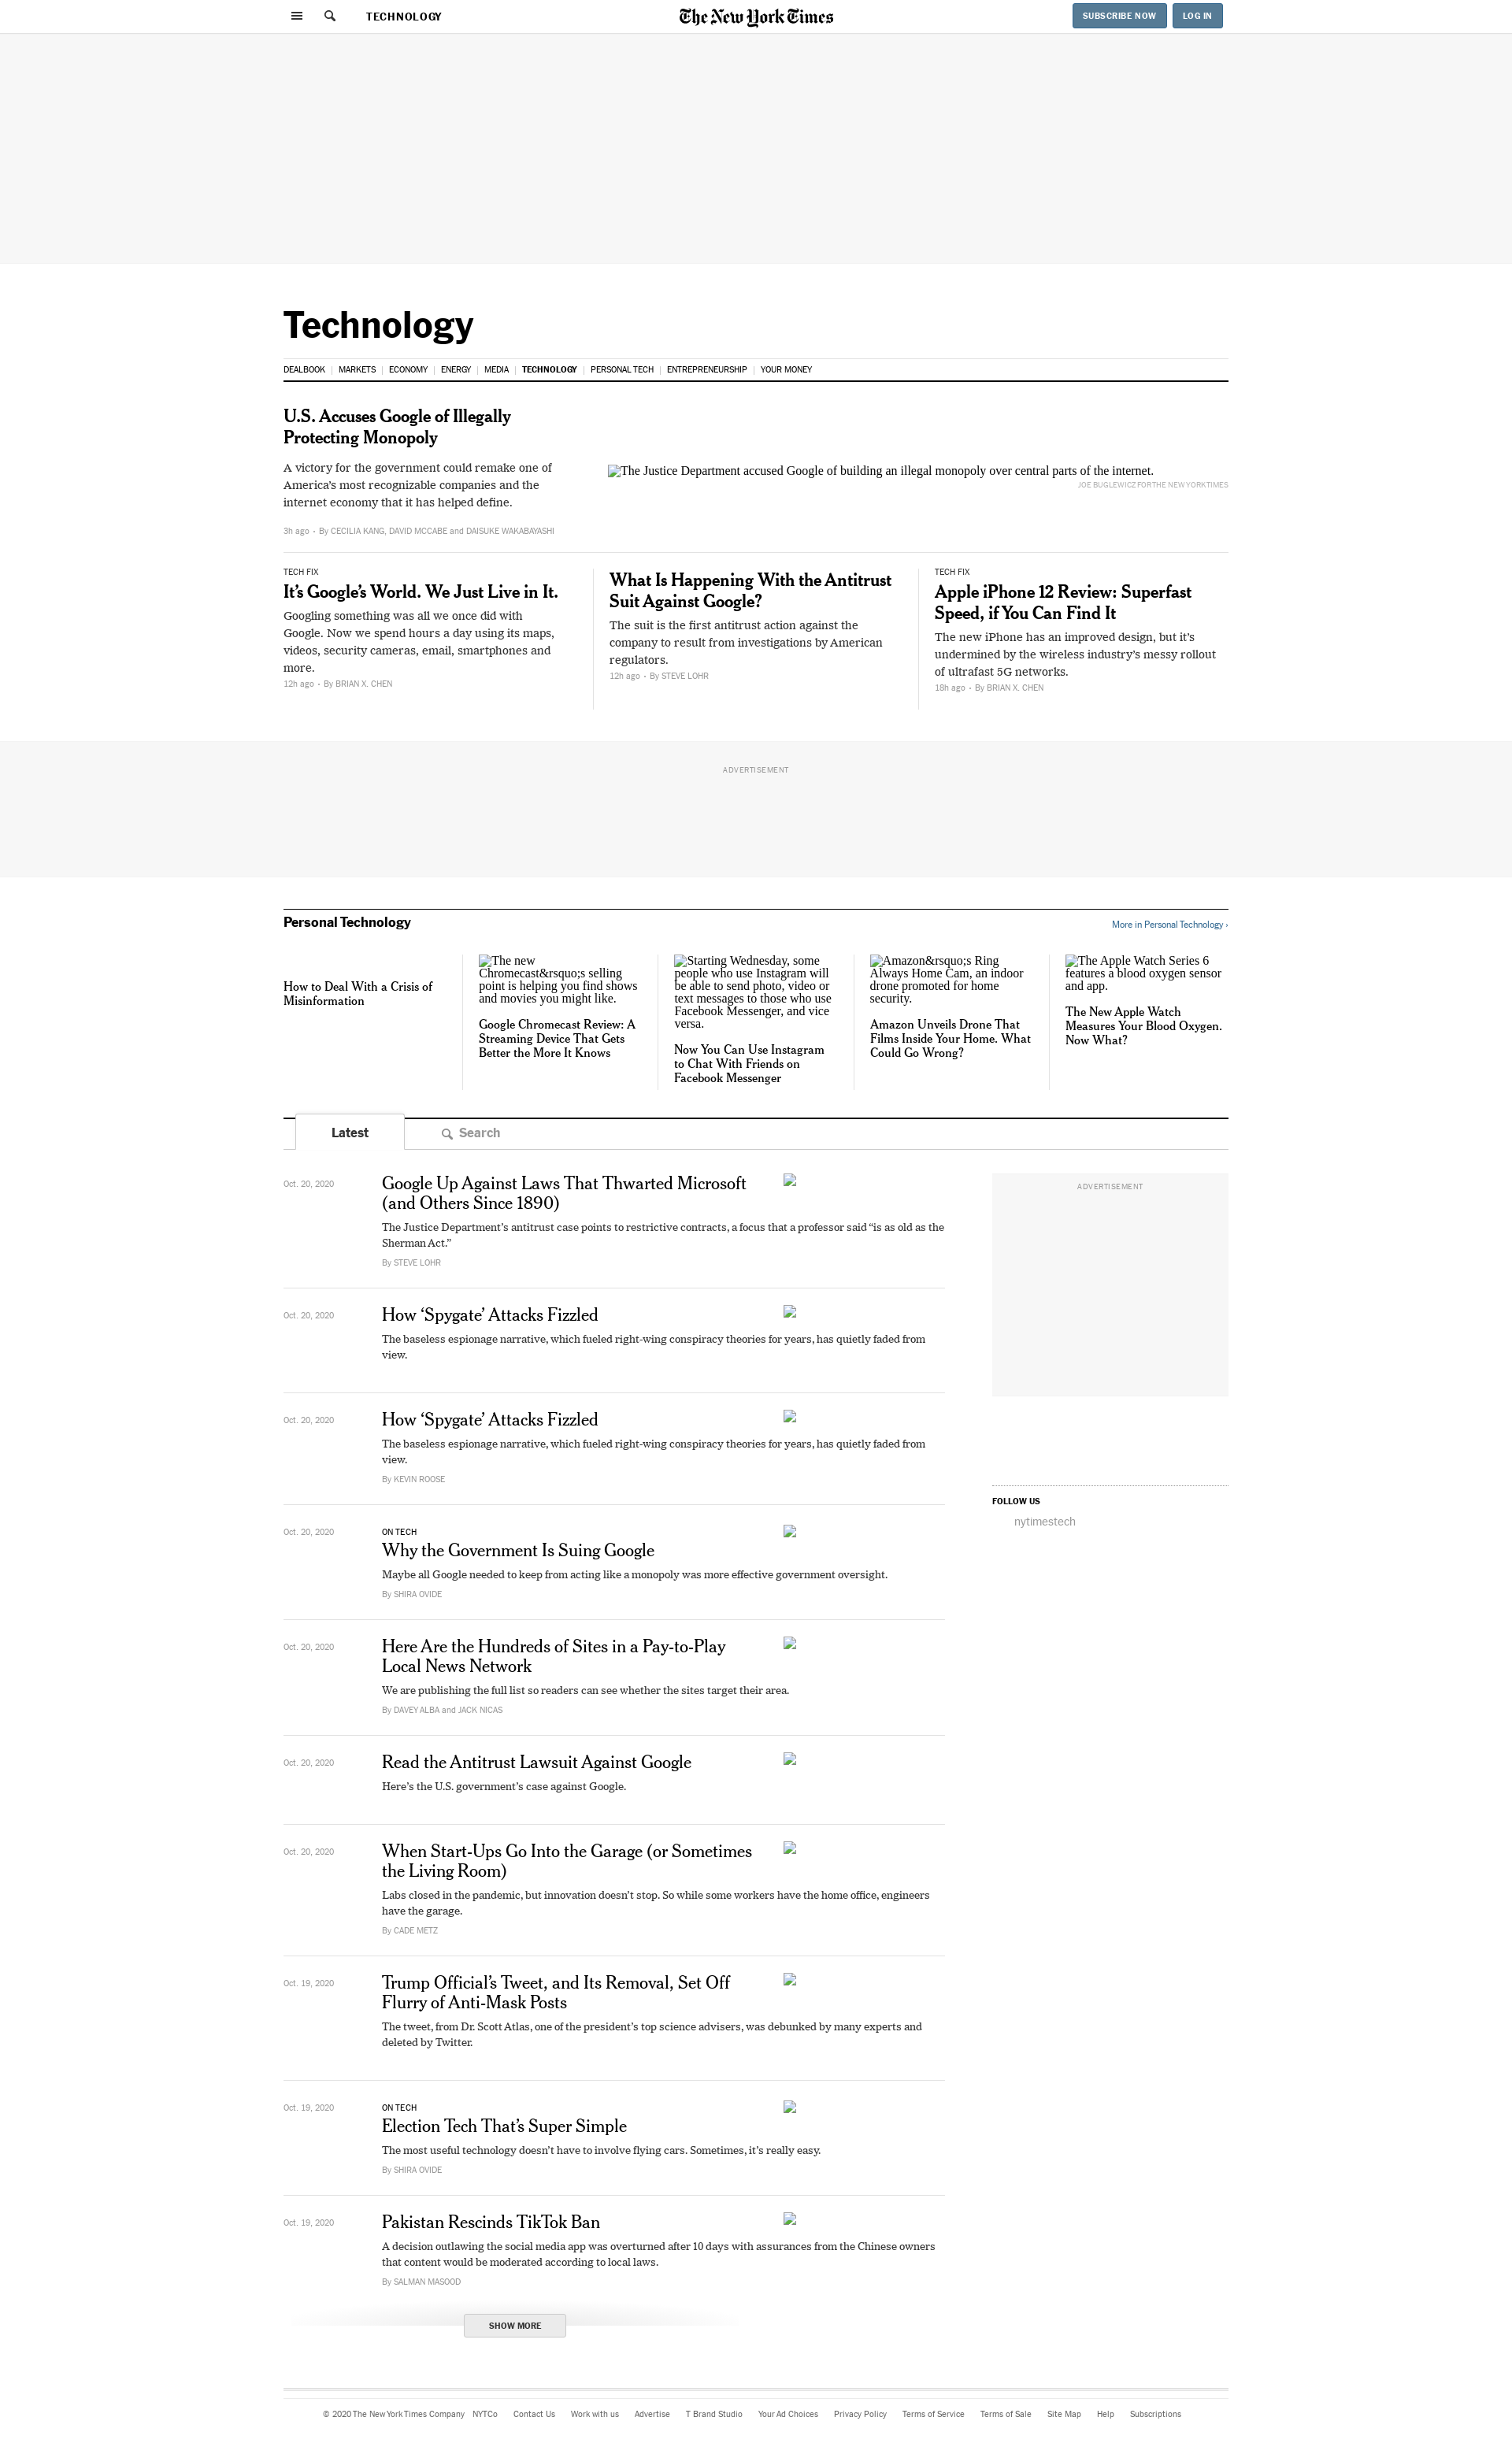 TECHNOLOGY
The New York Times
SUBSCRIBE NOW
LOG IN
Technology
DEALBOOK
MARKETS
ECONOMY
ENERGY
MEDIA
TECHNOLOGY
PERSONAL TECH
ENTREPRENEURSHIP
YOUR MONEY
U.S. Accuses Google of Illegally
Protecting Monopoly
A victory for the government could remake one of
America’s most recognizable companies and the
internet economy that it has helped define.
3h ago • By CECILIA KANG, DAVID MCCABE and DAISUKE WAKABAYASHI
The Justice Department accused Google of building an illegal monopoly over central parts of the internet.
JOE BUGLEWICZ FOR THE NEW YORK TIMES
TECH FIX
It’s Google’s World. We Just Live in It.
Googling something was all we once did with
Google. Now we spend hours a day using its maps,
videos, security cameras, email, smartphones and
more.
12h ago • By BRIAN X. CHEN
What Is Happening With the Antitrust
Suit Against Google?
The suit is the first antitrust action against the
company to result from investigations by American
regulators.
12h ago • By STEVE LOHR
TECH FIX
Apple iPhone 12 Review: Superfast
Speed, if You Can Find It
The new iPhone has an improved design, but it’s
undermined by the wireless industry’s messy rollout
of ultrafast 5G networks.
18h ago • By BRIAN X. CHEN
ADVERTISEMENT
Personal Technology
More in Personal Technology ›
How to Deal With a Crisis of
Misinformation
The new
Chromecast&rsquo;s selling
point is helping you find shows
and movies you might like.
Google Chromecast Review: A
Streaming Device That Gets
Better the More It Knows
Starting Wednesday, some
people who use Instagram will
be able to send photo, video or
text messages to those who use
Facebook Messenger, and vice
versa.
Now You Can Use Instagram
to Chat With Friends on
Facebook Messenger
Amazon&rsquo;s Ring
Always Home Cam, an indoor
drone promoted for home
security.
Amazon Unveils Drone That
Films Inside Your Home. What
Could Go Wrong?
The Apple Watch Series 6
features a blood oxygen sensor
and app.
The New Apple Watch
Measures Your Blood Oxygen.
Now What?
Latest
Search
Oct. 20, 2020
Google Up Against Laws That Thwarted Microsoft
(and Others Since 1890)
The Justice Department’s antitrust case points to restrictive contracts, a focus that a professor said “is as old as the
Sherman Act.”
By STEVE LOHR
ADVERTISEMENT
Oct. 20, 2020
How ‘Spygate’ Attacks Fizzled
The baseless espionage narrative, which fueled right-wing conspiracy theories for years, has quietly faded from
view.
Oct. 20, 2020
How ‘Spygate’ Attacks Fizzled
The baseless espionage narrative, which fueled right-wing conspiracy theories for years, has quietly faded from
view.
By KEVIN ROOSE
FOLLOW US
nytimestech
Oct. 20, 2020
ON TECH
Why the Government Is Suing Google
Maybe all Google needed to keep from acting like a monopoly was more effective government oversight.
By SHIRA OVIDE
Oct. 20, 2020
Here Are the Hundreds of Sites in a Pay-to-Play
Local News Network
We are publishing the full list so readers can see whether the sites target their area.
By DAVEY ALBA and JACK NICAS
Oct. 20, 2020
Read the Antitrust Lawsuit Against Google
Here’s the U.S. government’s case against Google.
Oct. 20, 2020
When Start-Ups Go Into the Garage (or Sometimes
the Living Room)
Labs closed in the pandemic, but innovation doesn’t stop. So while some workers have the home office, engineers
have the garage.
By CADE METZ
Oct. 19, 2020
Trump Official’s Tweet, and Its Removal, Set Off
Flurry of Anti-Mask Posts
The tweet, from Dr. Scott Atlas, one of the president’s top science advisers, was debunked by many experts and
deleted by Twitter.
Oct. 19, 2020
ON TECH
Election Tech That’s Super Simple
The most useful technology doesn’t have to involve flying cars. Sometimes, it’s really easy.
By SHIRA OVIDE
Oct. 19, 2020
Pakistan Rescinds TikTok Ban
A decision outlawing the social media app was overturned after 10 days with assurances from the Chinese owners
that content would be moderated according to local laws.
By SALMAN MASOOD
SHOW MORE
© 2020 The New York Times Company
NYTCo
Contact Us
Work with us
Advertise
T Brand Studio
Your Ad Choices
Privacy Policy
Terms of Service
Terms of Sale
Site Map
Help
Subscriptions